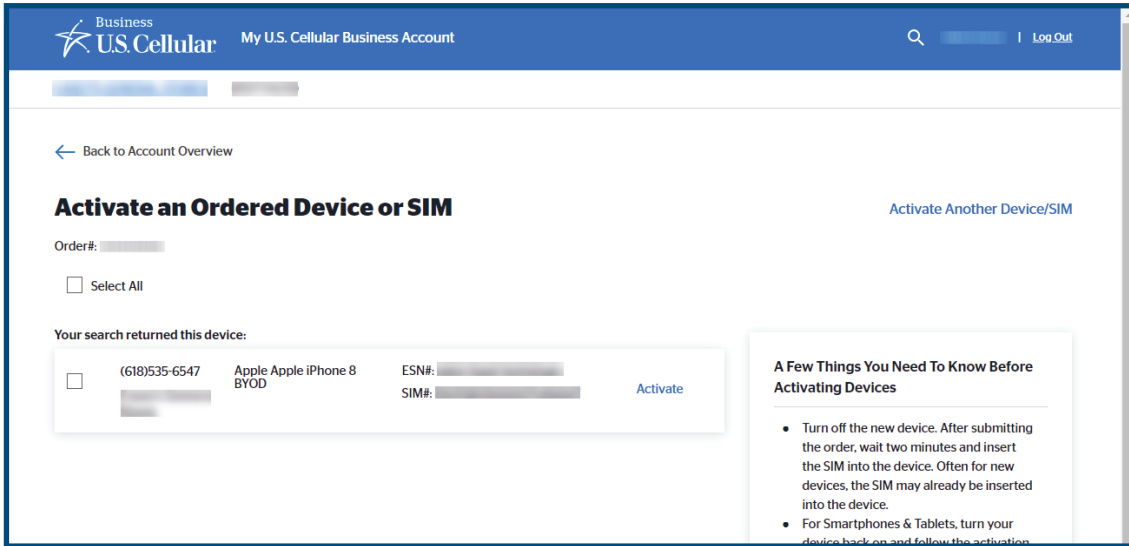 Business
U.S. Cellular
My U.S. Cellular Business Account
Log Out
Back to Account Overview
Activate an Ordered Device or SIM
Activate Another Device/SIM
Order#:
Select All
Your search returned this device:
(618)535-6547
Apple Apple iPhone 8
BYOD
ESN#:
SIM#:
Activate
A Few Things You Need To Know Before
Activating Devices
• Turn off the new device. After submitting
the order, wait two minutes and insert
the SIM into the device. Often for new
devices, the SIM may already be inserted
into the device.
• For Smartphones & Tablets, turn your
device back on and follow the activation